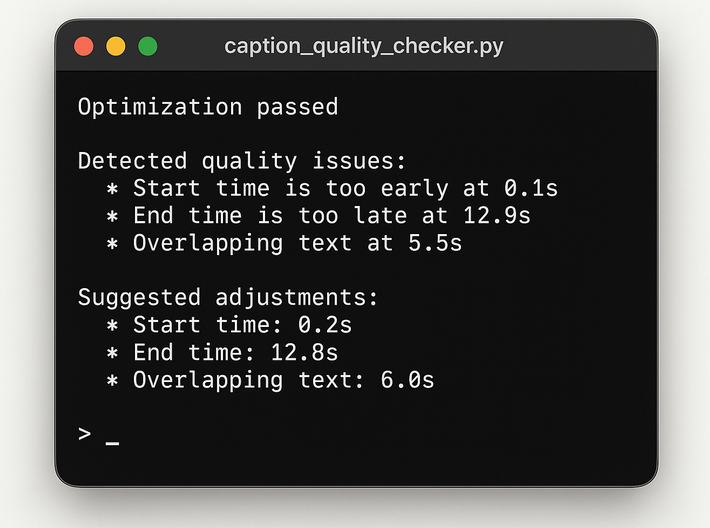 caption_quality_checker.py
Optimization passed
Detected quality issues:
* Start time is too early at 0.1s
* End time is too late at 12.9s
* Overlapping text at 5.5s
Suggested adjustments:
* Start time: 0.2s
* End time: 12.8s
* Overlapping text: 6.0s
> _